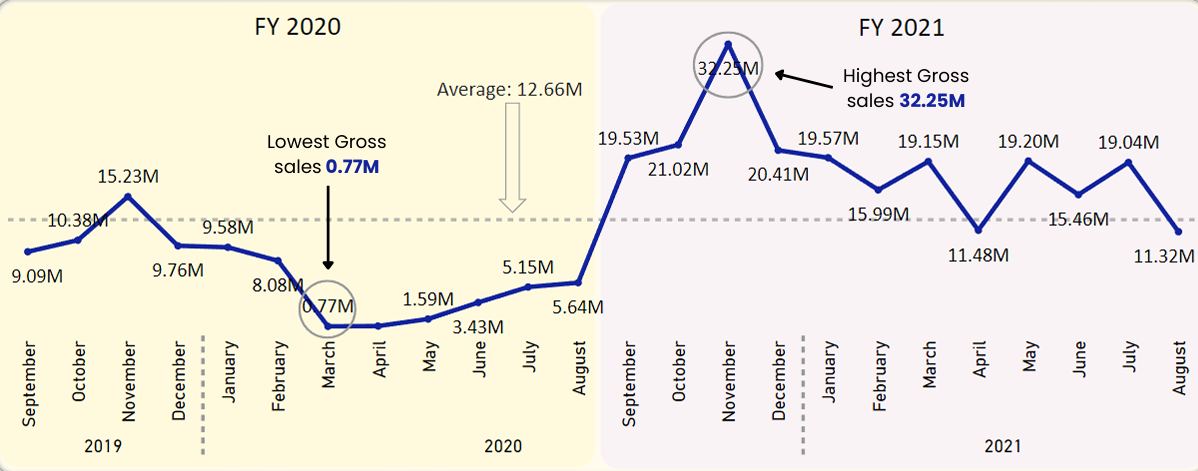 FY 2020
FY 2021
Average: 12.66M
Lowest Gross
sales 0.77M
Highest Gross
sales 32.25M
9.09M
10.38M
15.23M
9.76M
9.58M
8.08M
0.77M
1.59M
3.43M
5.15M
5.64M
19.53M
21.02M
32.25M
20.41M
19.57M
15.99M
19.15M
11.48M
19.20M
15.46M
19.04M
11.32M
September
October
November
December
January
February
March
April
May
June
July
August
September
October
November
December
January
February
March
April
May
June
July
August
2019
2020
2021